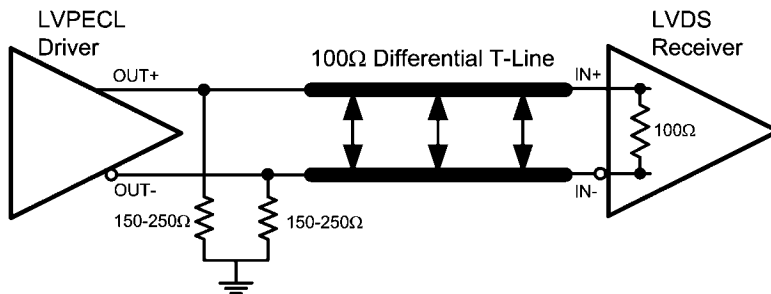 LVPECL
Driver
LVDS
Receiver
100Ω Differential T-Line
OUT+
IN+
100Ω
OUT-
IN-
150-250Ω
150-250Ω